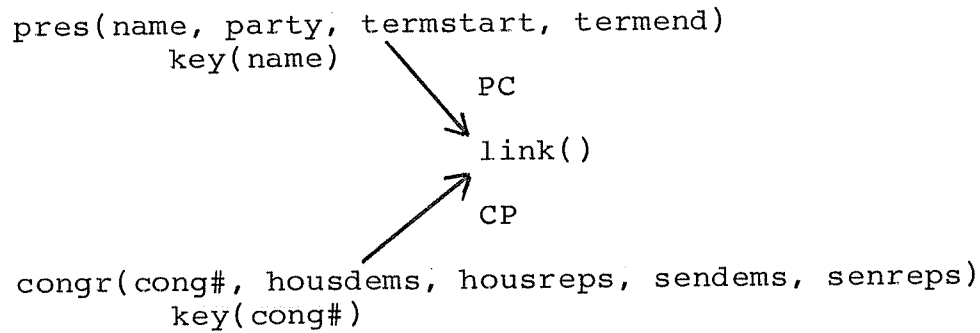 pres(name, party, termstart, termend)
key(name)
PC
link()
CP
congr(cong#, housdems, housreps, sendems, senreps)
key(cong#)